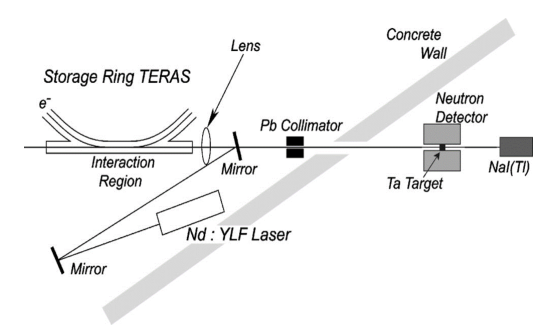 Lens
Concrete
Wall
Storage Ring TERAS
e-
Neutron
Detector
Pb Collimator
Interaction
Region
Mirror
NaI(Tl)
Ta Target
Nd : YLF Laser
Mirror